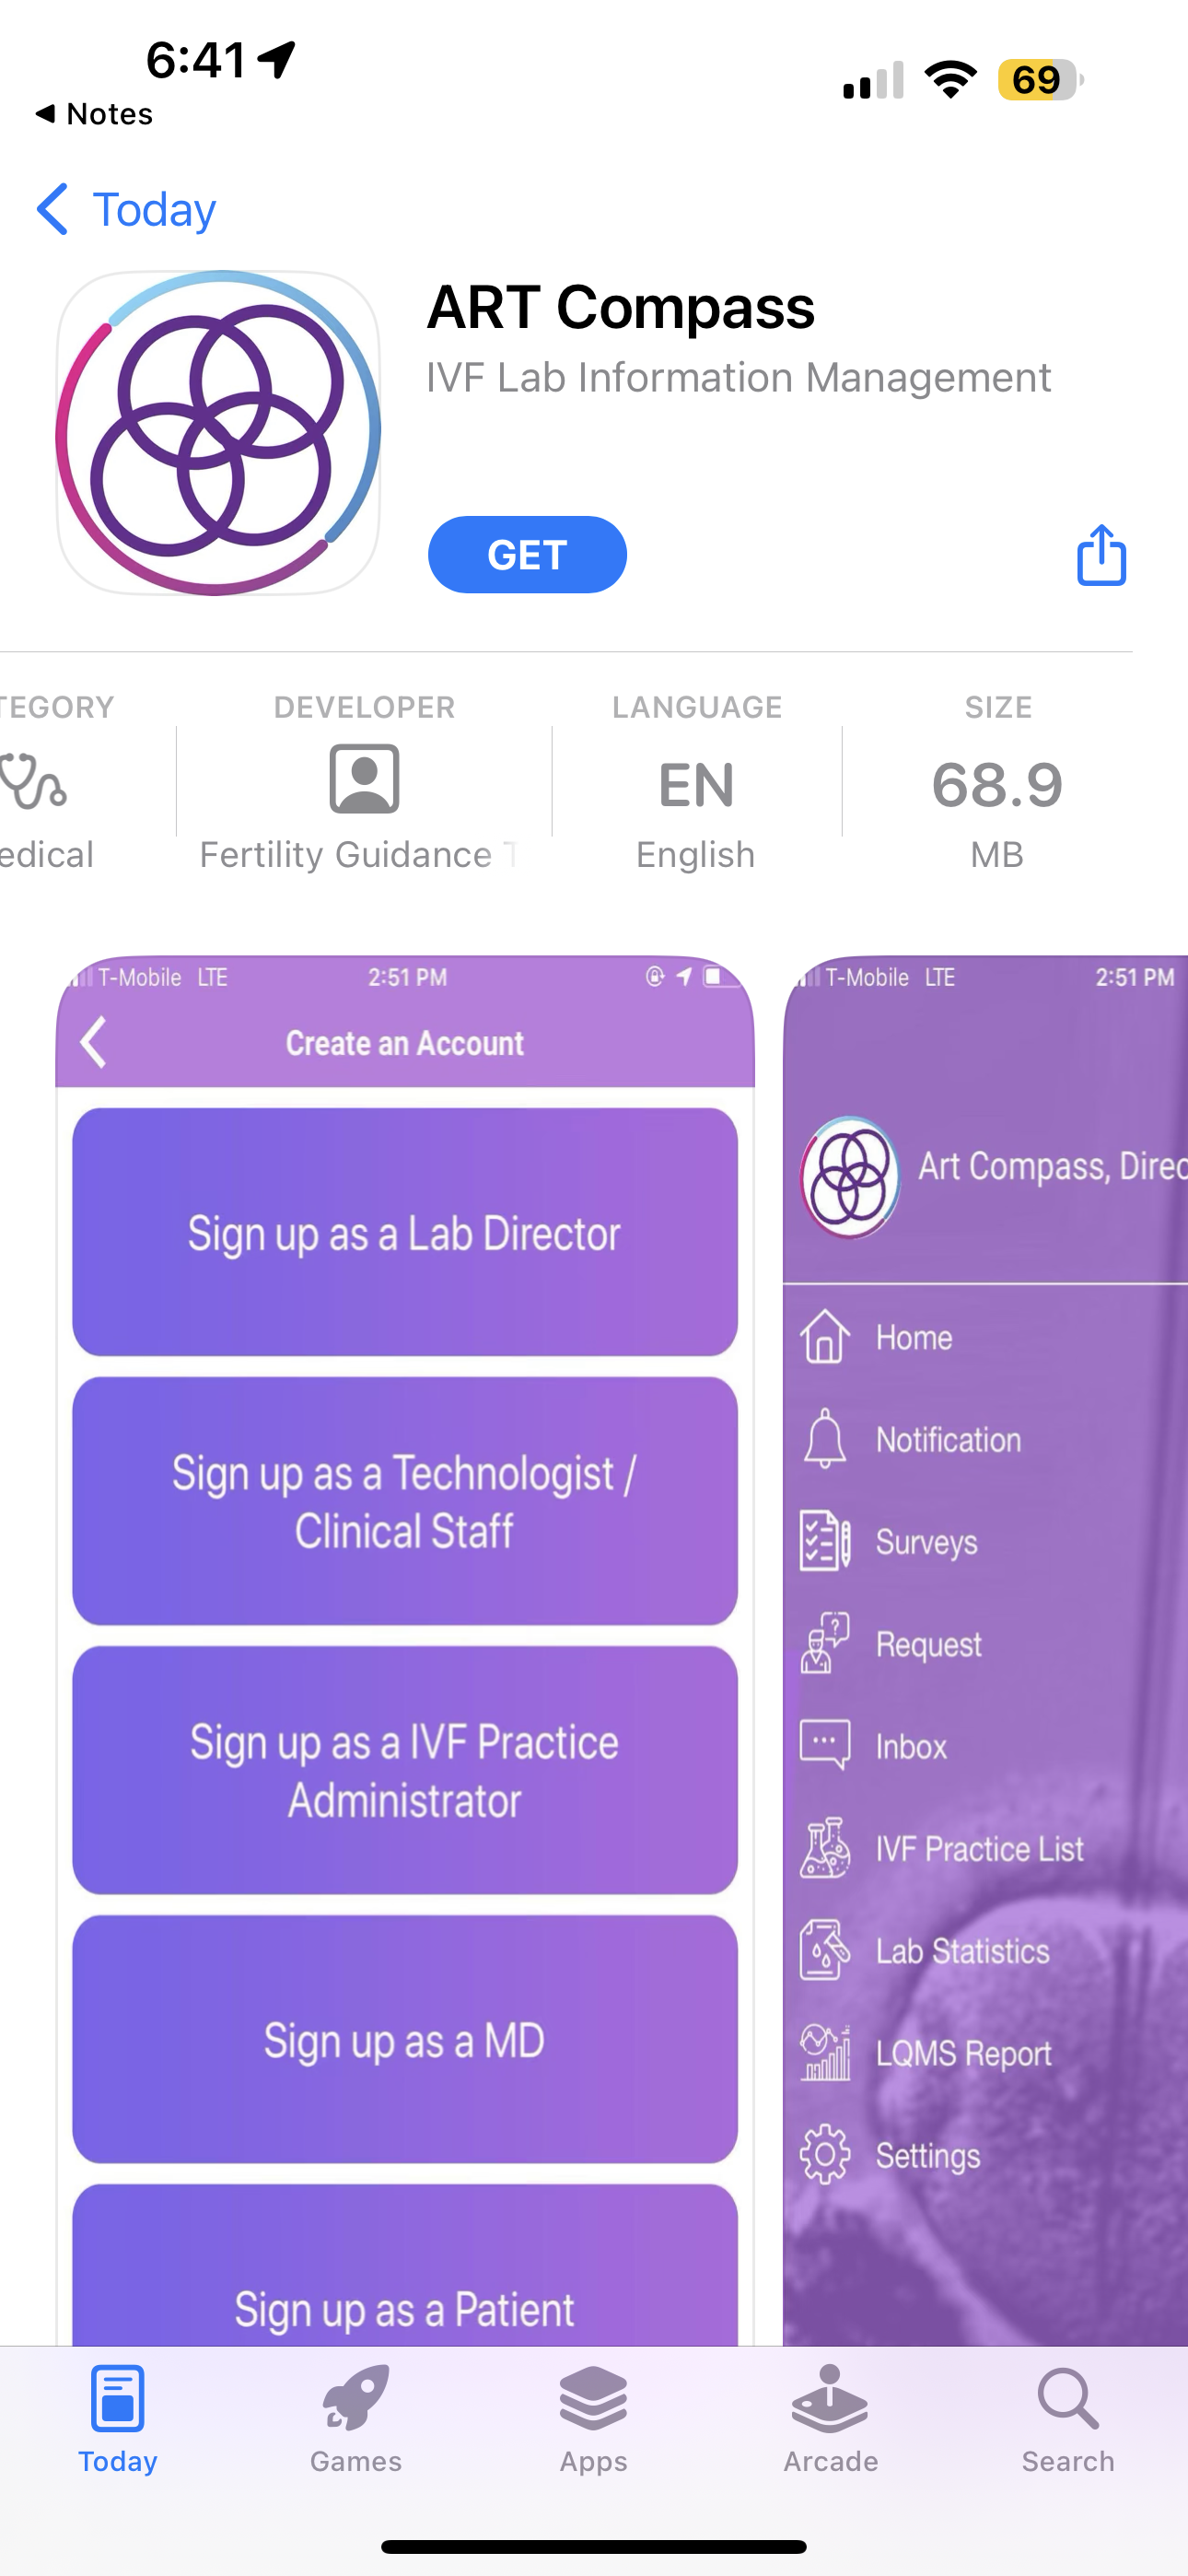 6:41
69
Notes
Today
ART Compass
IVF Lab Information Management
GET
TEGORY
DEVELOPER
LANGUAGE
SIZE
EN
68.9
edical
Fertility Guidance T
English
MB
T-Mobile LTE
2:51 PM
Create an Account
Sign up as a Lab Director
Sign up as a Technologist /
Clinical Staff
Sign up as a IVF Practice
Administrator
Sign up as a MD
Sign up as a Patient
T-Mobile LTE
2:51 PM
Art Compass, Direc
Home
Notification
Surveys
Request
Inbox
IVF Practice List
Lab Statistics
LQMS Report
Settings
Today
Games
Apps
Arcade
Search